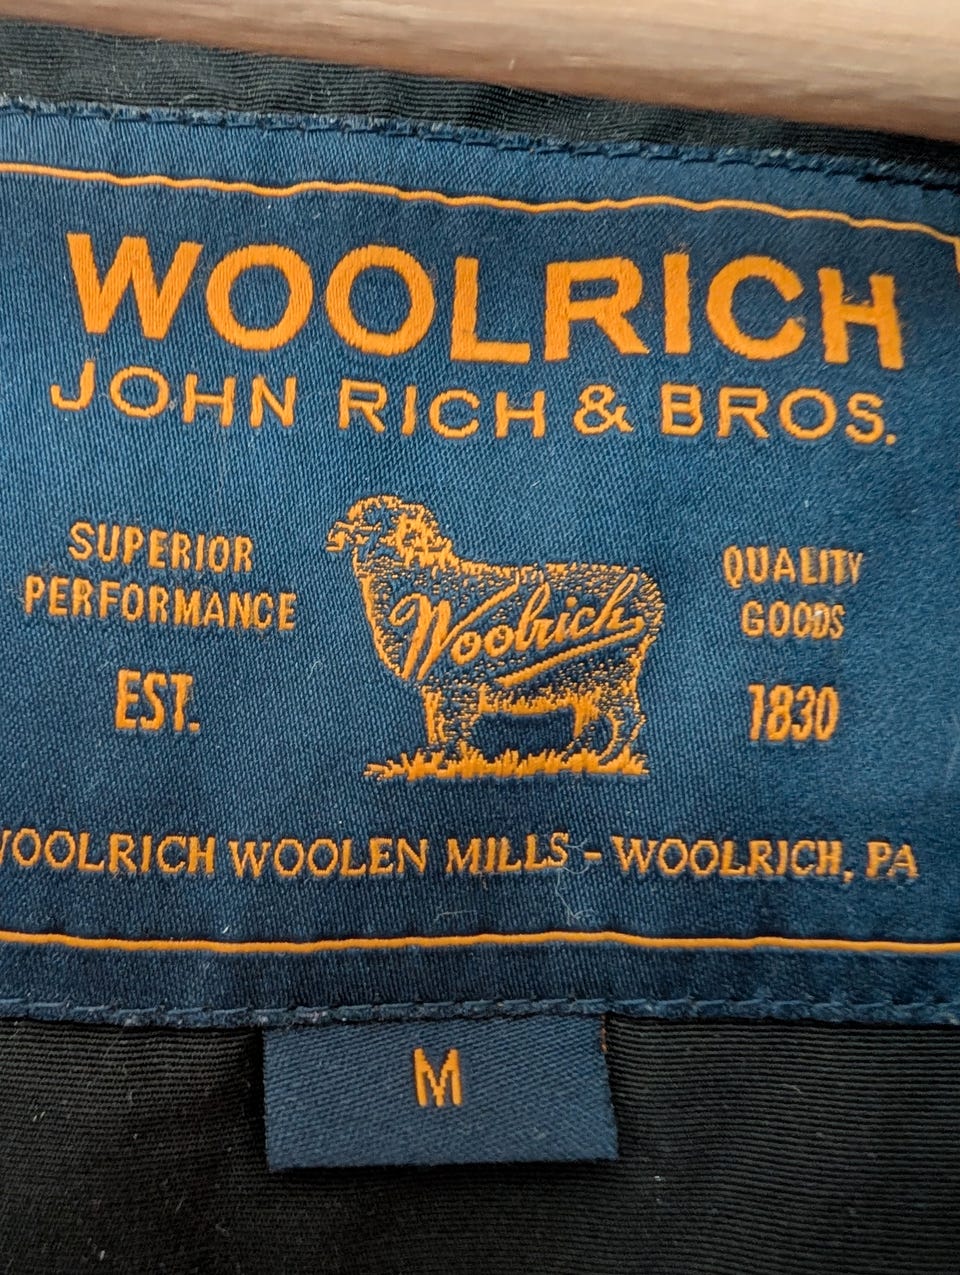 WOOLRICH
JOHN RICH & BROS.
SUPERIOR
PERFORMANCE
EST.
Woolrich
QUALITY
GOODS
1830
WOOLRICH WOOLEN MILLS - WOOLRICH, PA
M